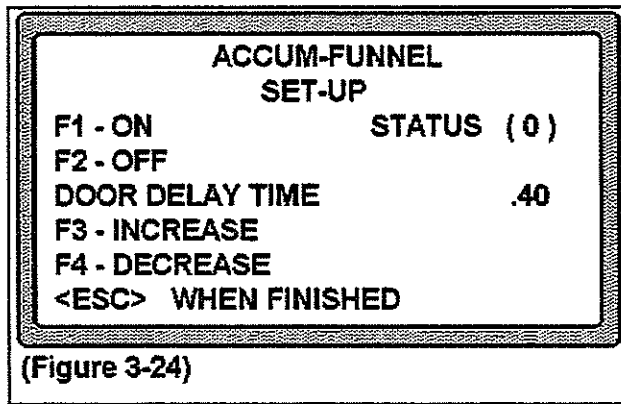 ACCUM-FUNNEL
SET-UP
F1 - ON STATUS ( 0 )
F2 - OFF
DOOR DELAY TIME .40
F3 - INCREASE
F4 - DECREASE
<ESC> WHEN FINISHED
(Figure 3-24)